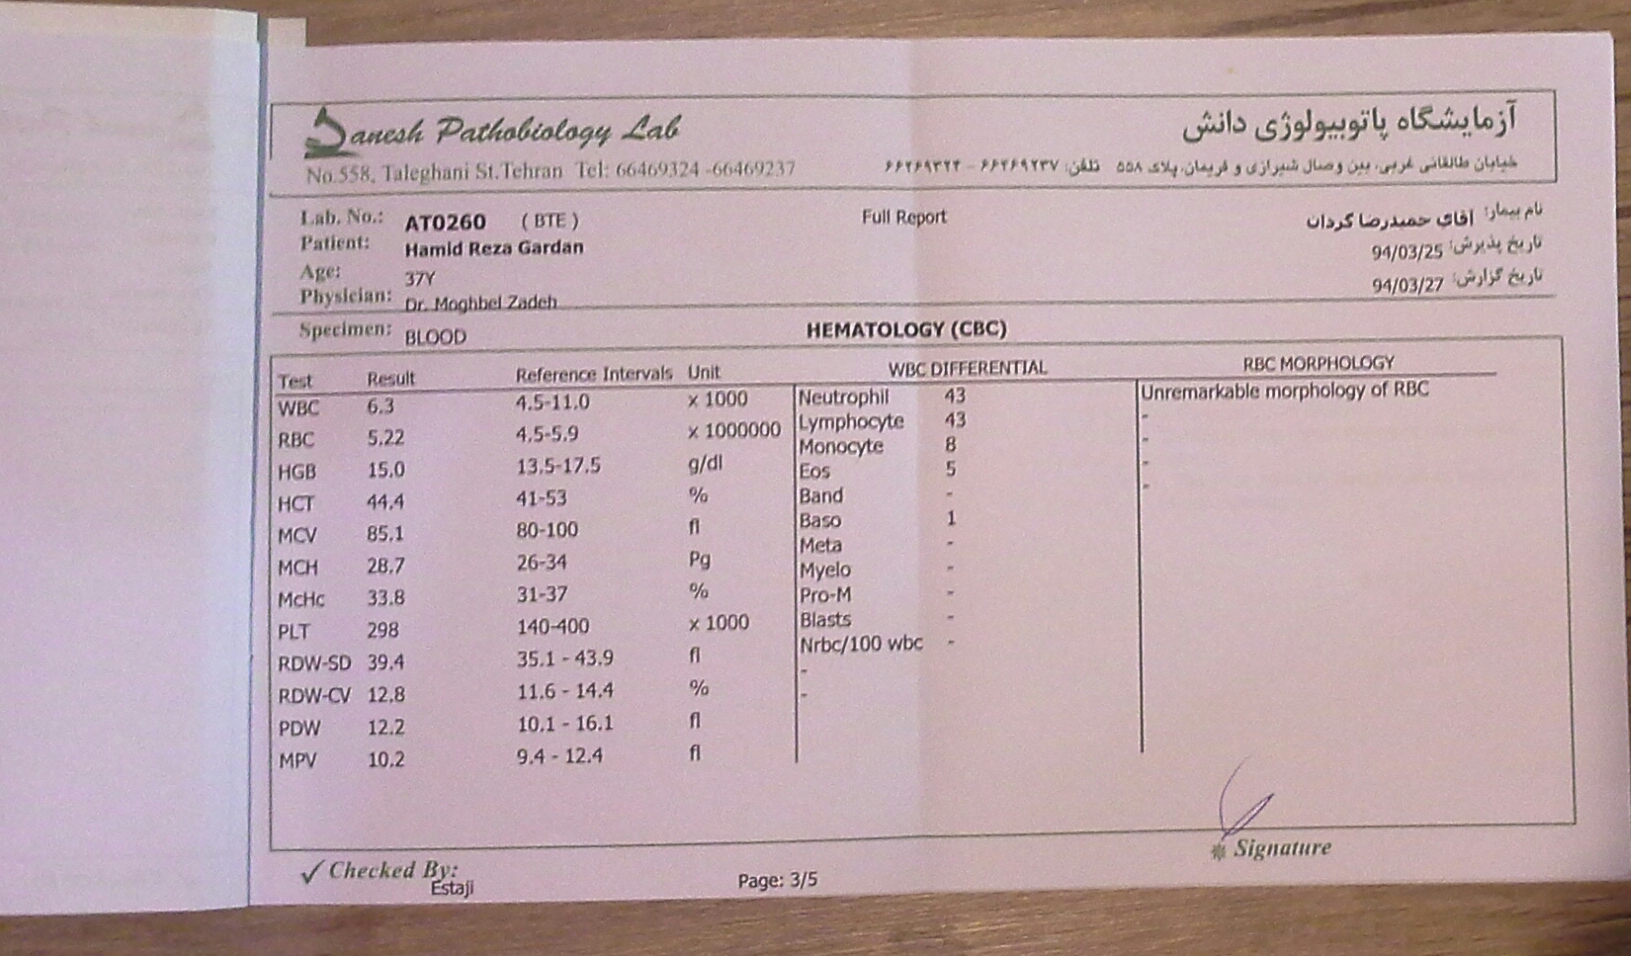 Danesh Pathobiology Lab
آزمایشگاه پاتوبیولوژی دانش
No.558, Taleghani St.Tehran Tel: 66469324 -66469237
خیابان طالقانی غربی، بین وصال شیرازی و فریمان، پلاک ۵۵۸ تلفن: ۶۶۴۶۹۲۳۷ - ۶۶۴۶۹۳۲۴
Lab. No.: AT0260 ( BTE ) Full Report نام بیمار: آقای حمیدرضا گردان
Patient: Hamid Reza Gardan تاریخ پذیرش: 94/03/25
Age: 37Y تاریخ گزارش: 94/03/27
Physician: Dr. Moghbel Zadeh
Specimen: BLOOD HEMATOLOGY (CBC)
Test Result Reference Intervals Unit WBC DIFFERENTIAL RBC MORPHOLOGY
WBC 6.3 4.5-11.0 x 1000
RBC 5.22 4.5-5.9 x 1000000
HGB 15.0 13.5-17.5 g/dl
HCT 44.4 41-53 %
MCV 85.1 80-100 fl
MCH 28.7 26-34 Pg
McHc 33.8 31-37 %
PLT 298 140-400 x 1000
RDW-SD 39.4 35.1 - 43.9 fl
RDW-CV 12.8 11.6 - 14.4 %
PDW 12.2 10.1 - 16.1 fl
MPV 10.2 9.4 - 12.4 fl
Neutrophil 43
Lymphocyte 43
Monocyte 8
Eos 5
Band -
Baso 1
Meta -
Myelo -
Pro-M -
Blasts -
Nrbc/100 wbc -
-
-
Unremarkable morphology of RBC
-
-
-
-
✓ Checked By: Estaji
Page: 3/5
Signature